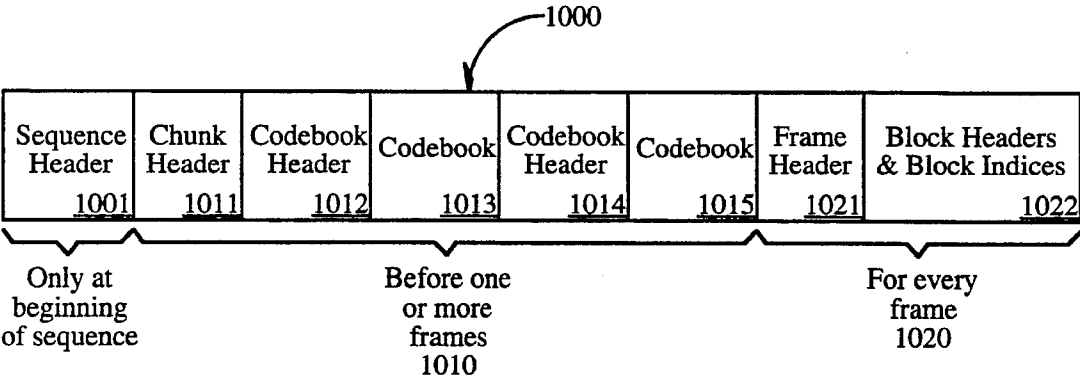 1000
Sequence
Header
1001
Chunk
Header
1011
Codebook
Header
1012
Codebook
1013
Codebook
Header
1014
Codebook
1015
Frame
Header
1021
Block Headers
& Block Indices
1022
Only at
beginning
of sequence
Before one
or more
frames
1010
For every
frame
1020